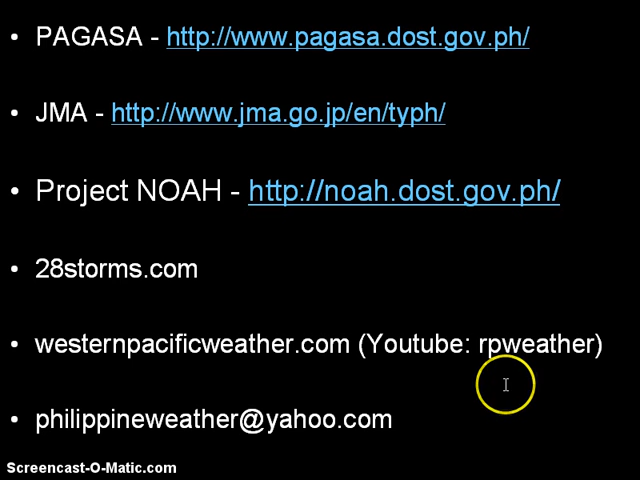 • PAGASA - http://www.pagasa.dost.gov.ph/
• JMA - http://www.jma.go.jp/en/typh/
• Project NOAH - http://noah.dost.gov.ph/
• 28storms.com
• westernpacificweather.com (Youtube: rpweather)
• philippineweather@yahoo.com
Screencast-O-Matic.com